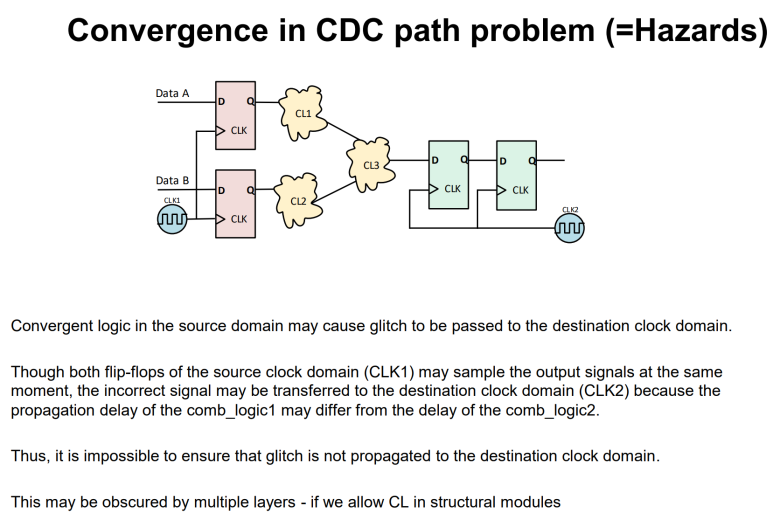 Convergence in CDC path problem (=Hazards)
Data A
D Q
CLK
CL1
CL3
D Q
CLK
D Q
CLK
Data B
CLK1
D Q
CLK
CL2
CLK2
Convergent logic in the source domain may cause glitch to be passed to the destination clock domain.
Though both flip-flops of the source clock domain (CLK1) may sample the output signals at the same
moment, the incorrect signal may be transferred to the destination clock domain (CLK2) because the
propagation delay of the comb_logic1 may differ from the delay of the comb_logic2.
Thus, it is impossible to ensure that glitch is not propagated to the destination clock domain.
This may be obscured by multiple layers - if we allow CL in structural modules